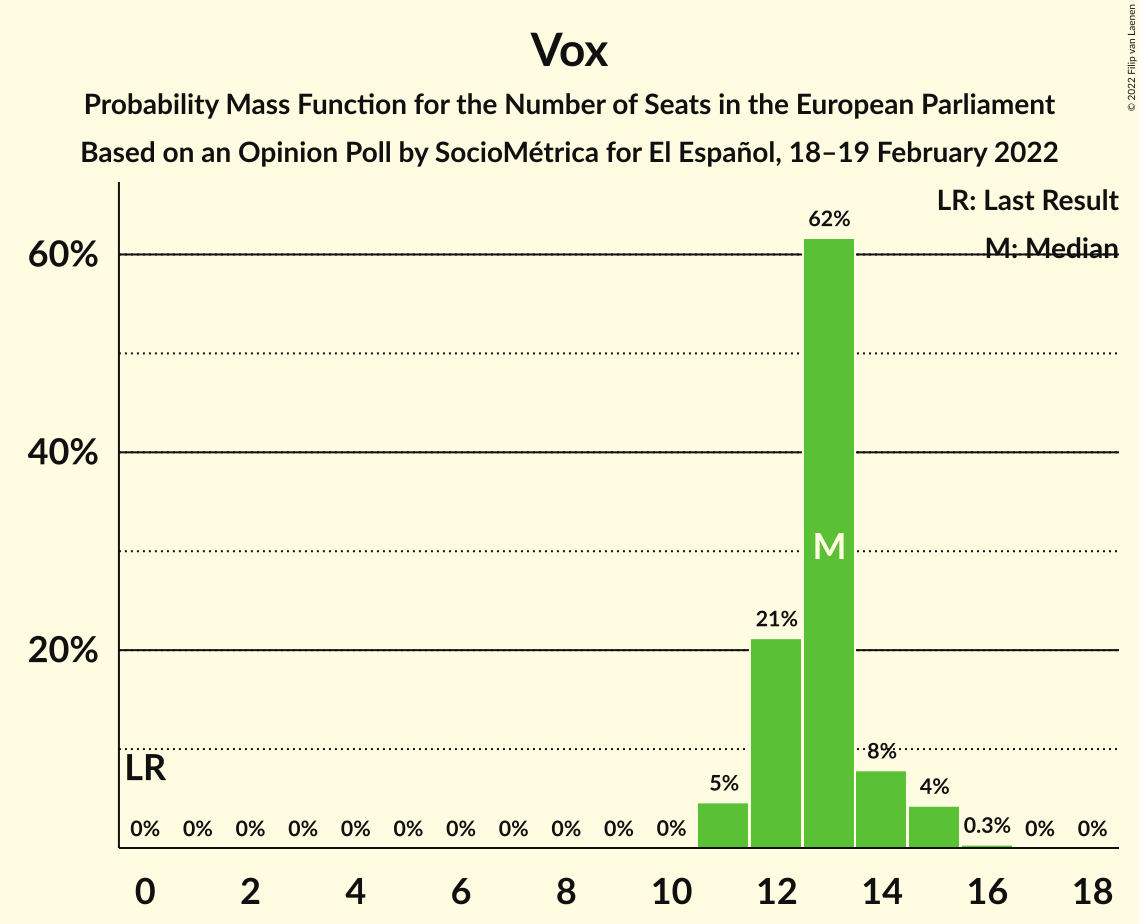 © 2022 Filip van Laenen
Vox
Probability Mass Function for the Number of Seats in the European Parliament
Based on an Opinion Poll by SocioMétrica for El Español, 18–19 February 2022
LR: Last Result
M: Median
62%
60%
40%
M
21%
20%
LR
8%
5%
4%
0% 0% 0% 0% 0% 0% 0% 0% 0% 0% 0% 0.3% 0% 0%
0 2 4 6 8 10 12 14 16 18